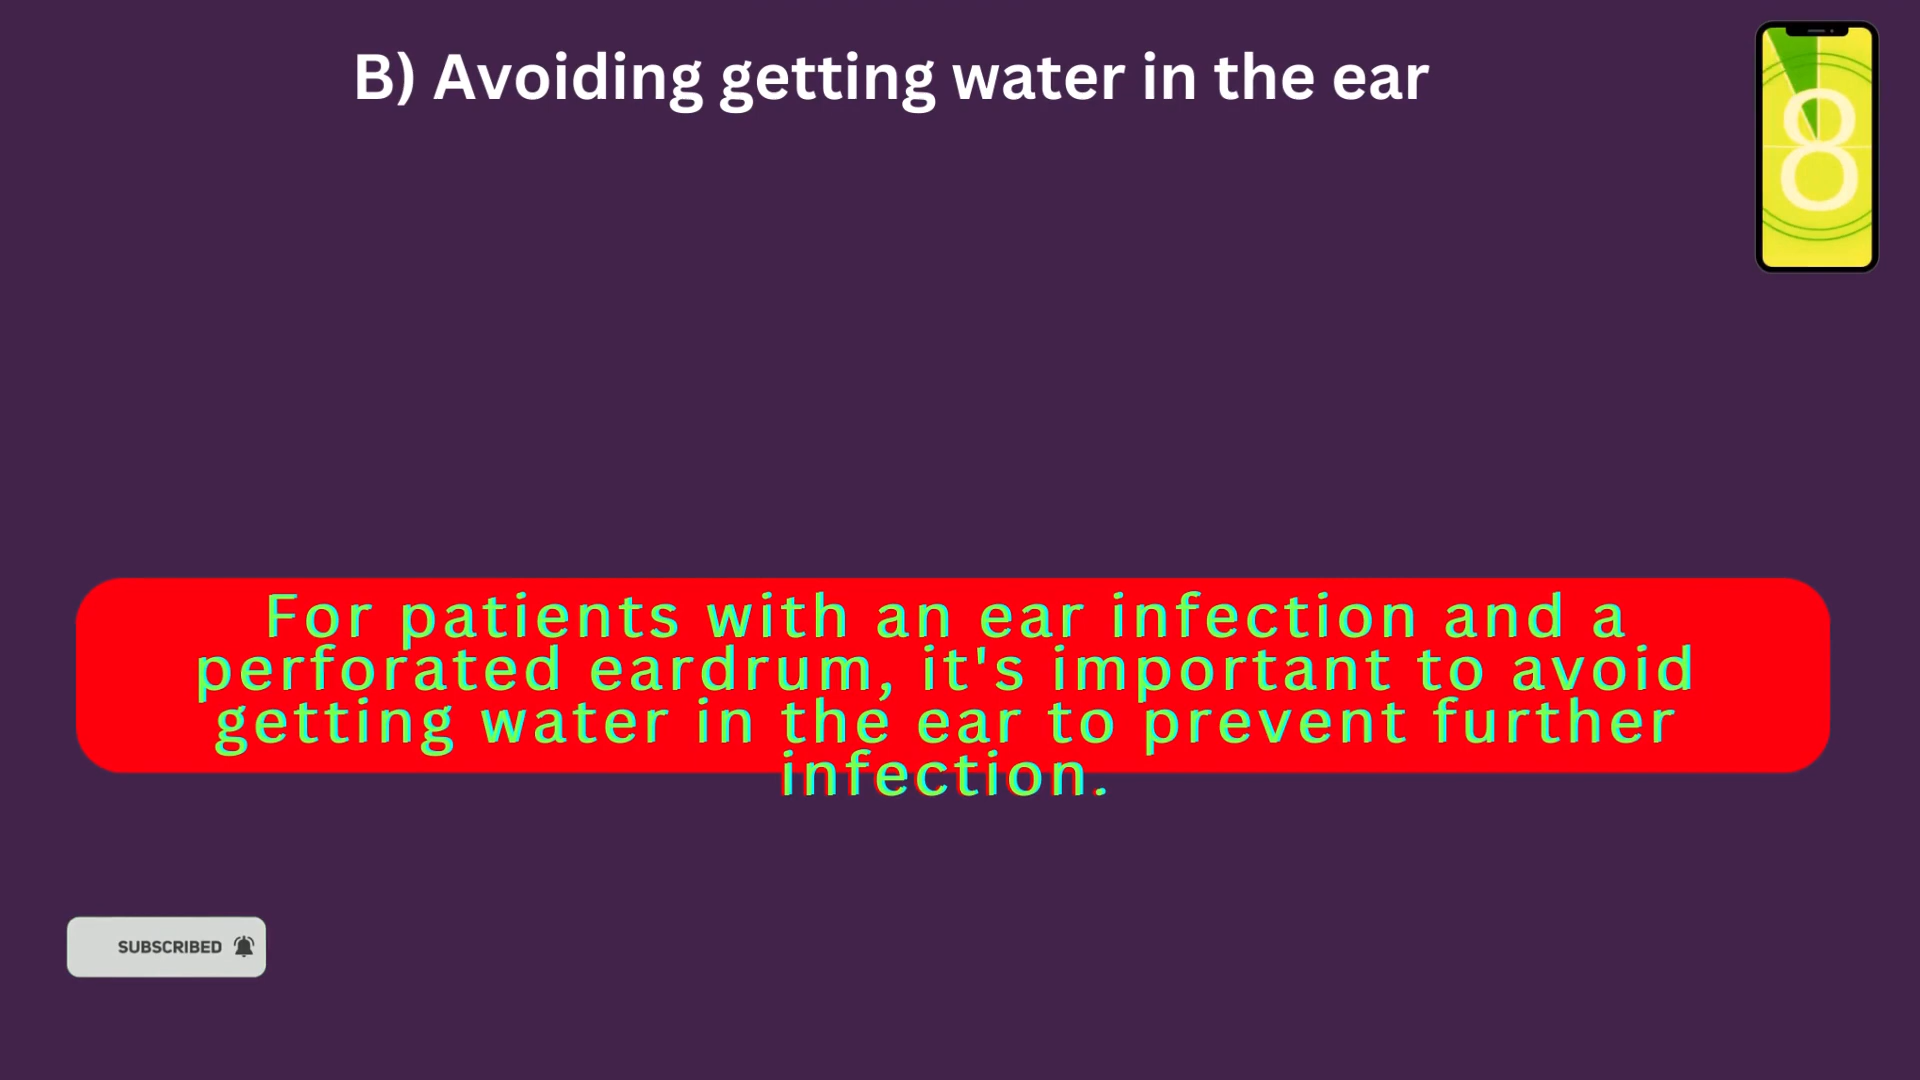 B) Avoiding getting water in the ear
8
For patients with an ear infection and a
perforated eardrum, it's important to avoid
getting water in the ear to prevent further
infection.
SUBSCRIBED